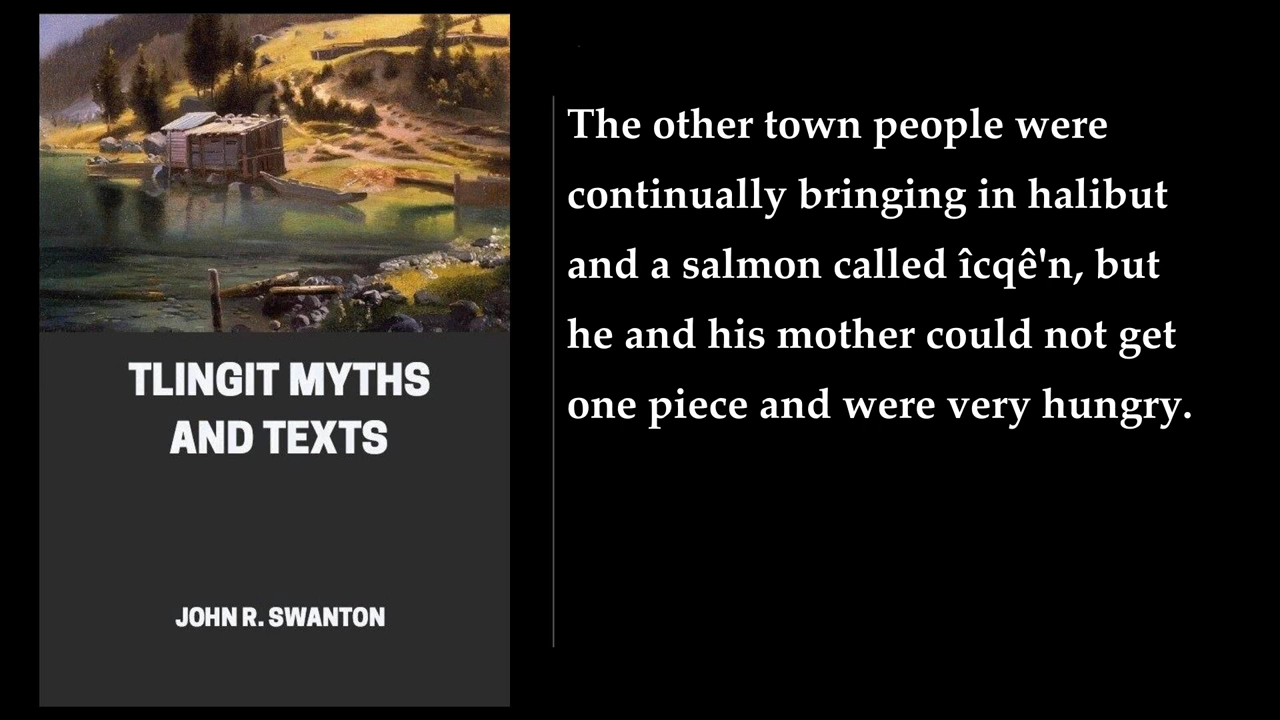 TLINGIT MYTHS
AND TEXTS
JOHN R. SWANTON
The other town people were
continually bringing in halibut
and a salmon called îcqê'n, but
he and his mother could not get
one piece and were very hungry.